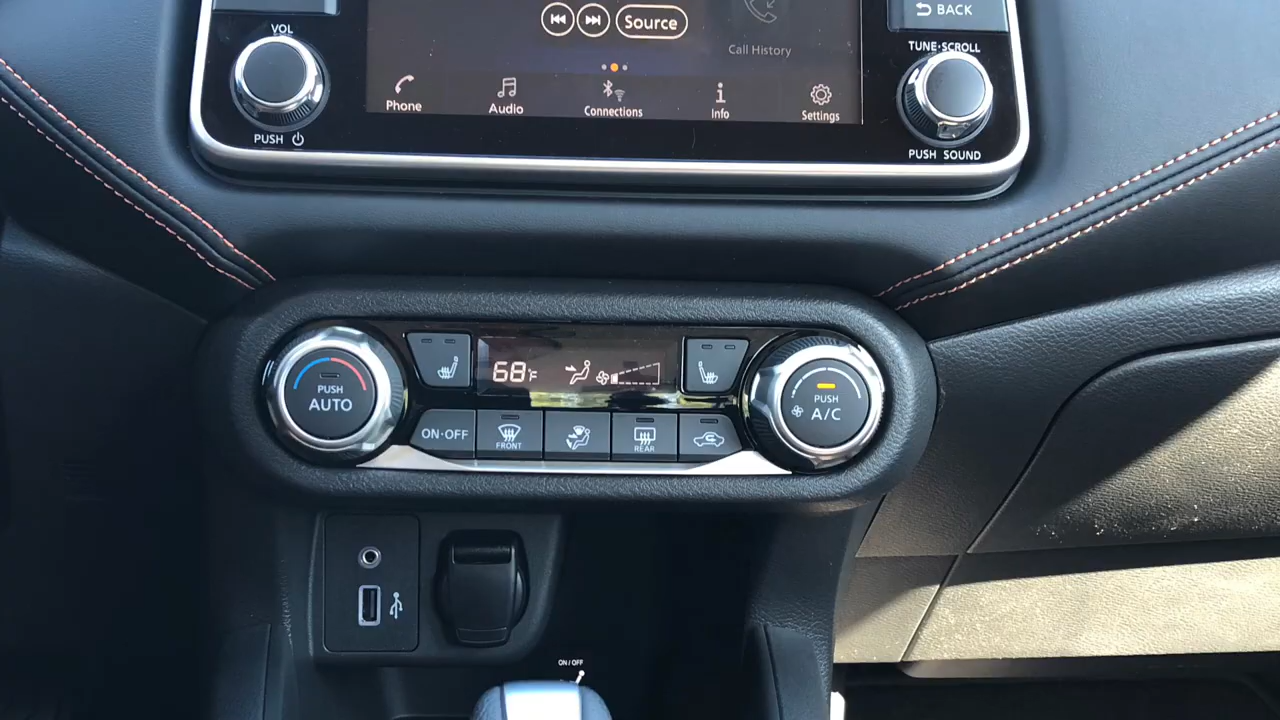 BACK
VOL
Source
Call History
TUNE·SCROLL
Phone
Audio
Connections
Info
Settings
PUSH
PUSH SOUND
PUSH
AUTO
68°F
PUSH
A/C
ON·OFF
FRONT
REAR
ON / OFF